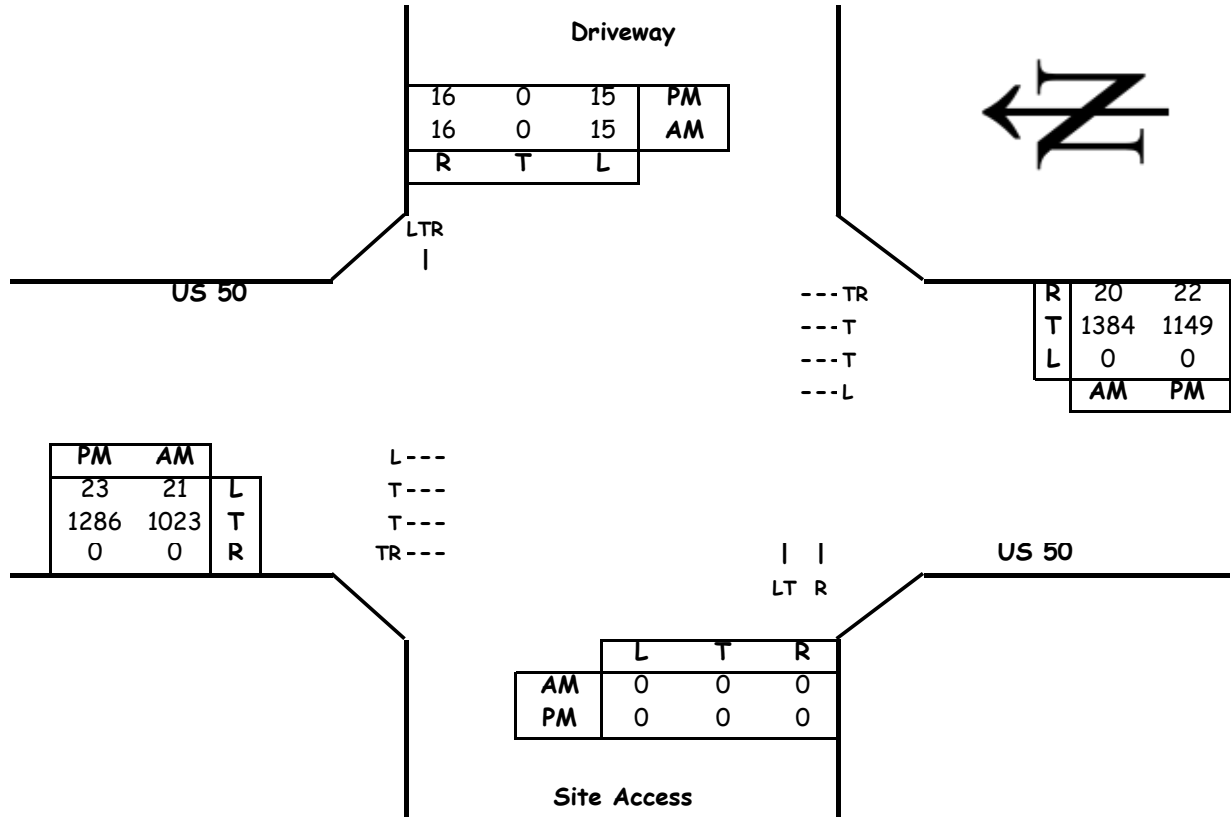 Driveway
16 0 15 PM
16 0 15 AM
R T L
LTR
US 50
TR
T
T
L
R 20 22
T 1384 1149
L 0 0
AM PM
PM AM
23 21 L
1286 1023 T
0 0 R
L
T
T
TR
LT R
US 50
L T R
AM 0 0 0
PM 0 0 0
Site Access
N